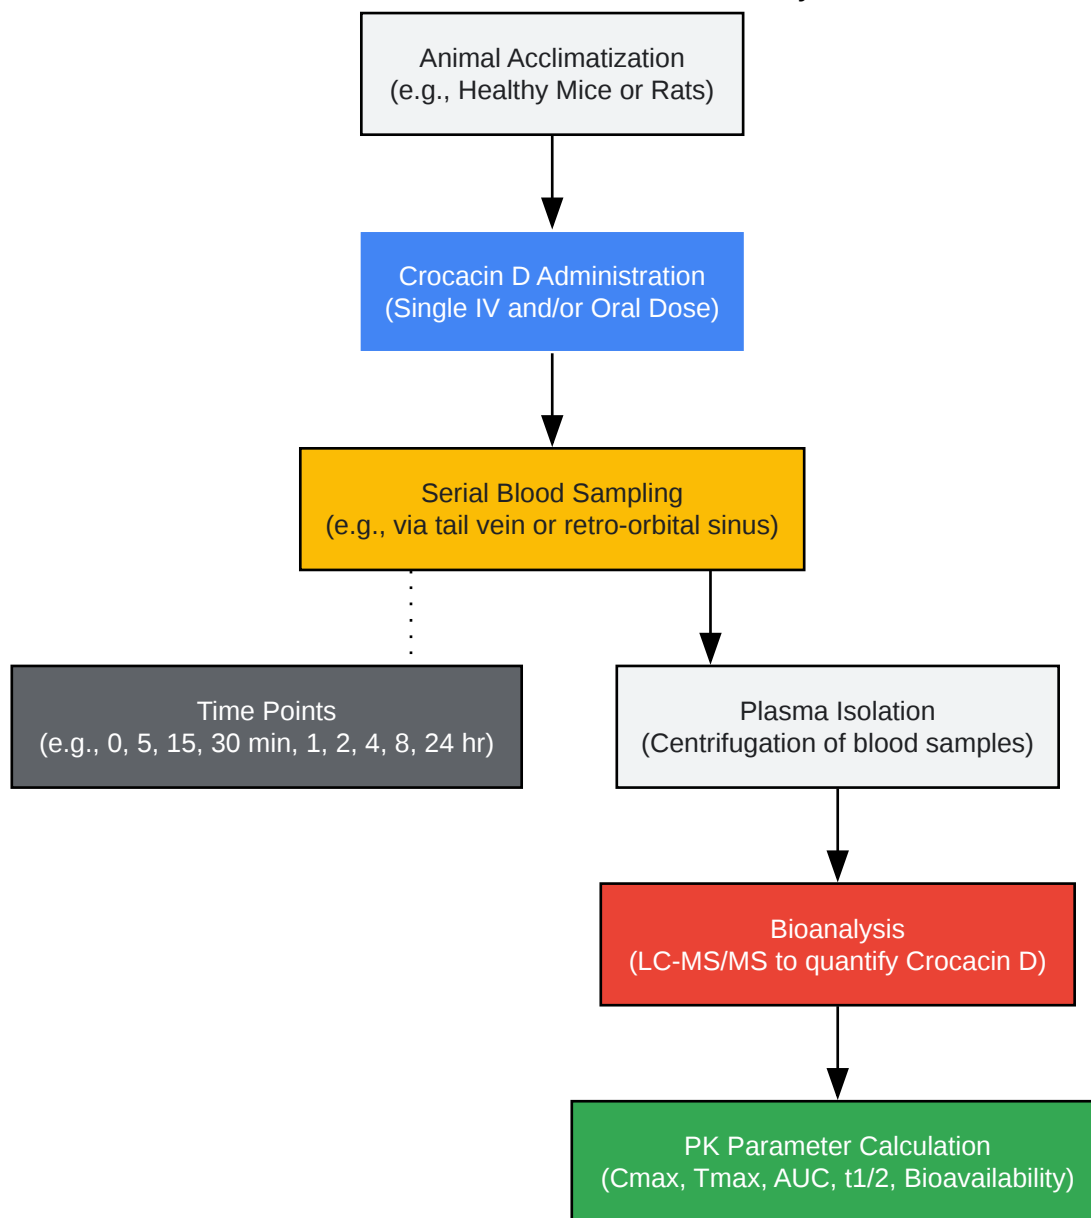 Animal Acclimatization
(e.g., Healthy Mice or Rats)
Crocacin D Administration
(Single IV and/or Oral Dose)
Serial Blood Sampling
(e.g., via tail vein or retro-orbital sinus)
Time Points
(e.g., 0, 5, 15, 30 min, 1, 2, 4, 8, 24 hr)
Plasma Isolation
(Centrifugation of blood samples)
Bioanalysis
(LC-MS/MS to quantify Crocacin D)
PK Parameter Calculation
(Cmax, Tmax, AUC, t1/2, Bioavailability)